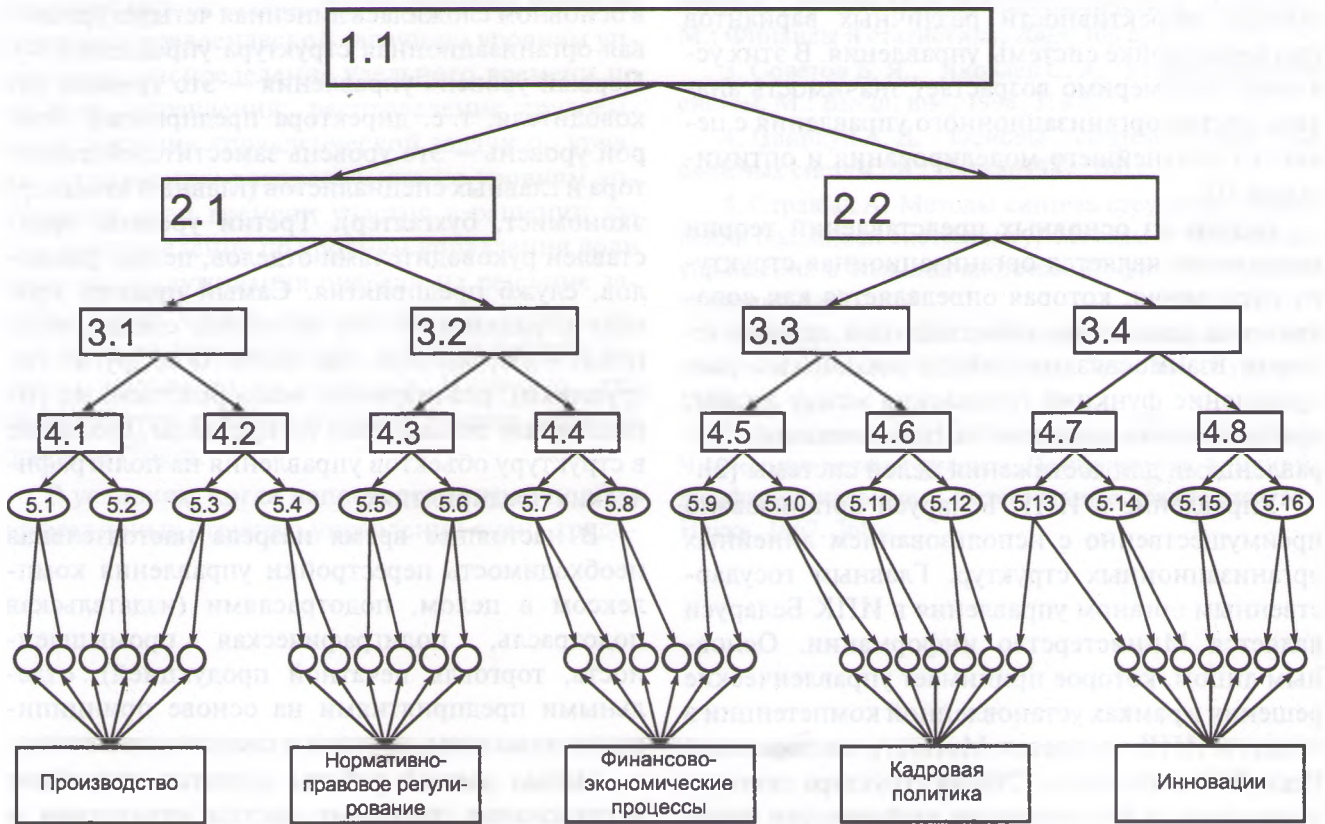 1.1
2.1 2.2
3.1 3.2 3.3 3.4
4.1 4.2 4.3 4.4 4.5 4.6 4.7 4.8
5.1 5.2 5.3 5.4 5.5 5.6 5.7 5.8 5.9 5.10 5.11 5.12 5.13 5.14 5.15 5.16
Производство
Нормативно-
правовое регули-
рование
Финансово-
экономические
процессы
Кадровая
политика
Инновации